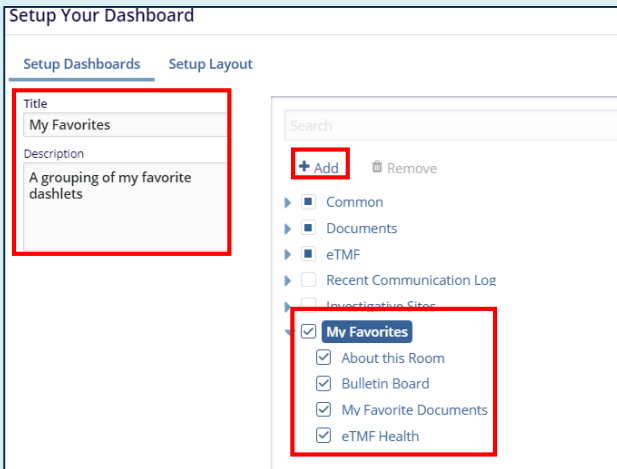 Setup Your Dashboard
Setup Dashboards Setup Layout
Title
My Favorites
Description
A grouping of my favorite
dashlets
Search
+ Add Remove
Common
Documents
eTMF
Recent Communication Log
Investigative Sites
My Favorites
About this Room
Bulletin Board
My Favorite Documents
eTMF Health